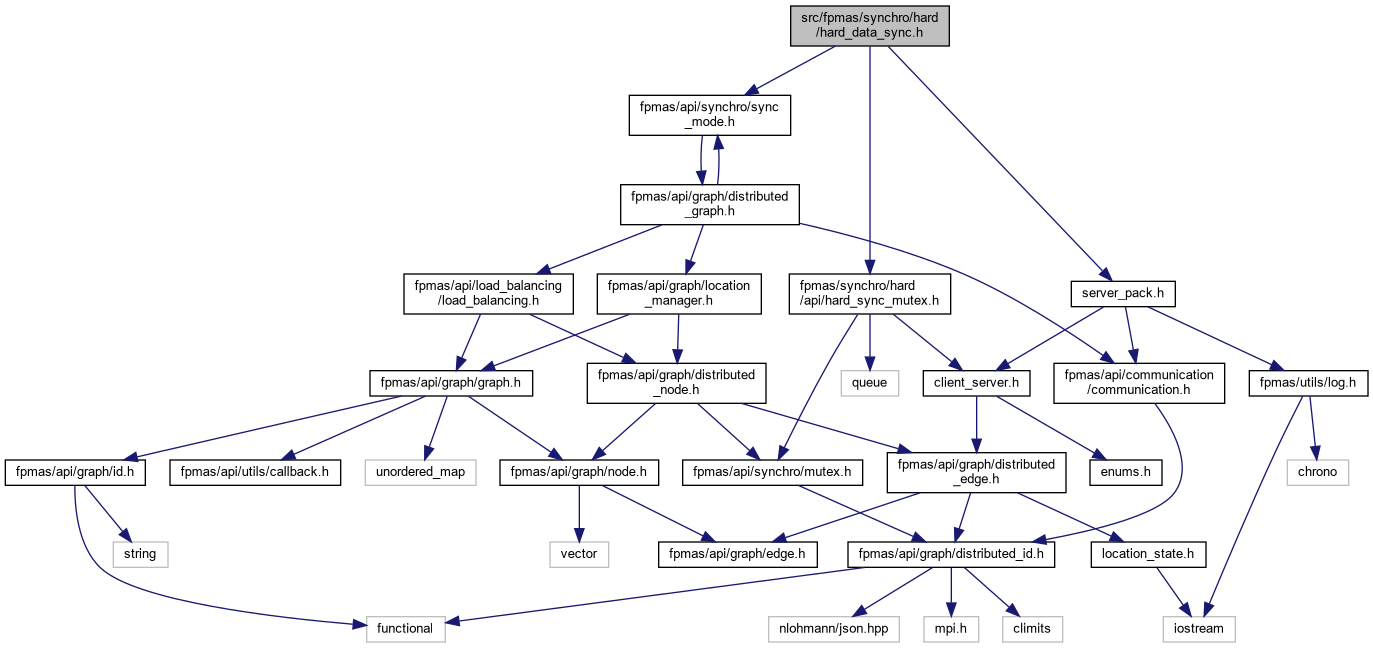 src/fpmas/synchro/hard
/hard_data_sync.h
fpmas/api/synchro/sync
_mode.h
fpmas/api/graph/distributed
_graph.h
fpmas/api/load_balancing
/load_balancing.h
fpmas/api/graph/location
_manager.h
fpmas/synchro/hard
/api/hard_sync_mutex.h
server_pack.h
fpmas/api/graph/graph.h
fpmas/api/graph/distributed
_node.h
queue
client_server.h
fpmas/api/communication
/communication.h
fpmas/utils/log.h
fpmas/api/graph/id.h
fpmas/api/utils/callback.h
unordered_map
fpmas/api/graph/node.h
fpmas/api/synchro/mutex.h
fpmas/api/graph/distributed
_edge.h
enums.h
chrono
string
vector
fpmas/api/graph/edge.h
fpmas/api/graph/distributed_id.h
location_state.h
functional
nlohmann/json.hpp
mpi.h
climits
iostream